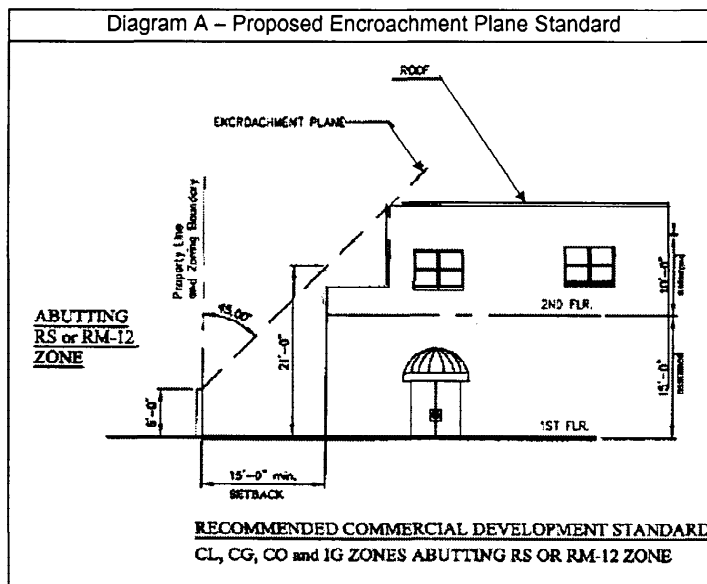 Diagram A – Proposed Encroachment Plane Standard
ROOF
ENCROACHMENT PLANE
Property Line
and Zoning Boundary
45.00°
ABUTTING
RS or RM-12
ZONE
21'-0"
2ND FLR.
10'-0"
15'-0"
6'-0"
1ST FLR.
15'-0" min.
SETBACK
RECOMMENDED COMMERCIAL DEVELOPMENT STANDARD
CL, CG, CO and IG ZONES ABUTTING RS OR RM-12 ZONE